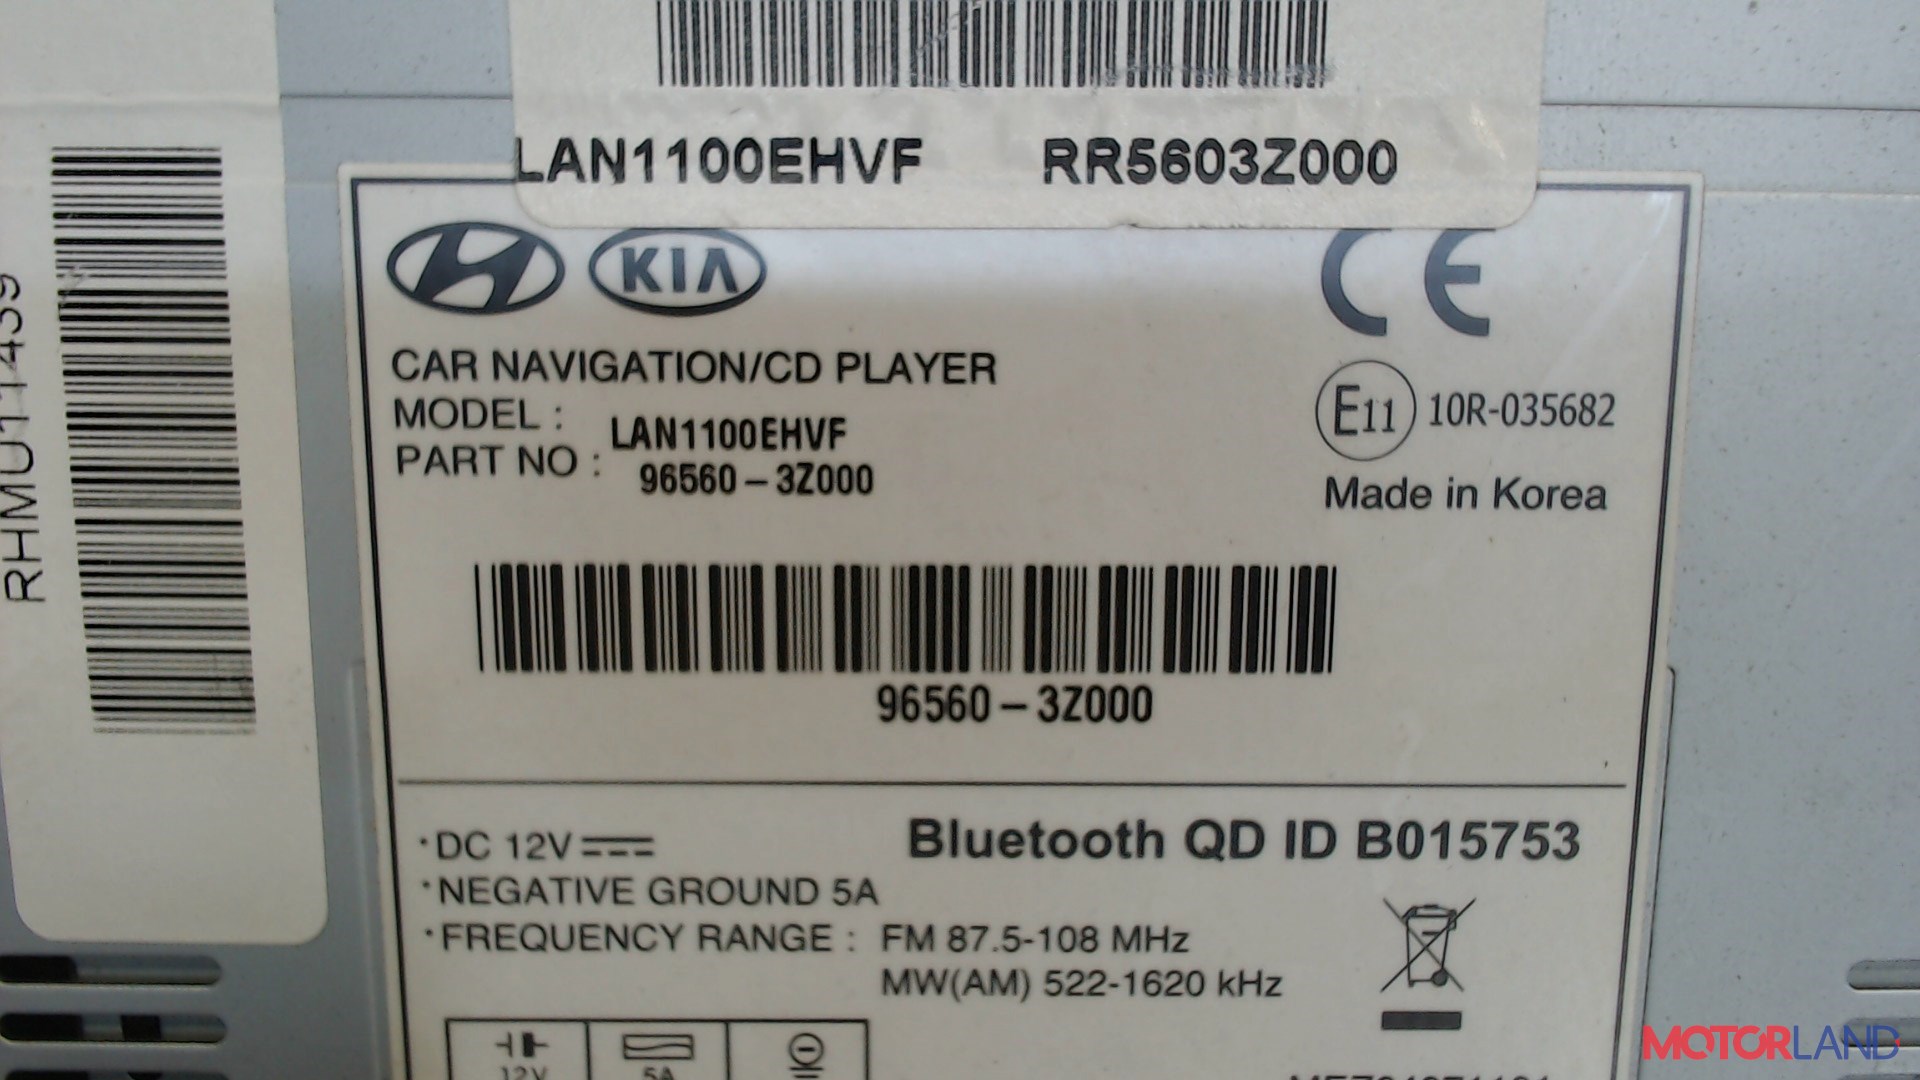 LAN1100EHVF RR5603Z000
RHMU11439
KIA CE
CAR NAVIGATION/CD PLAYER
MODEL : LAN1100EHVF
PART NO : 96560-3Z000
E11 10R-035682
Made in Korea
96560-3Z000
·DC 12V
Bluetooth QD ID B015753
·NEGATIVE GROUND 5A
·FREQUENCY RANGE : FM 87.5-108 MHz
MW(AM) 522-1620 kHz
12V 5A
MOTORLAND